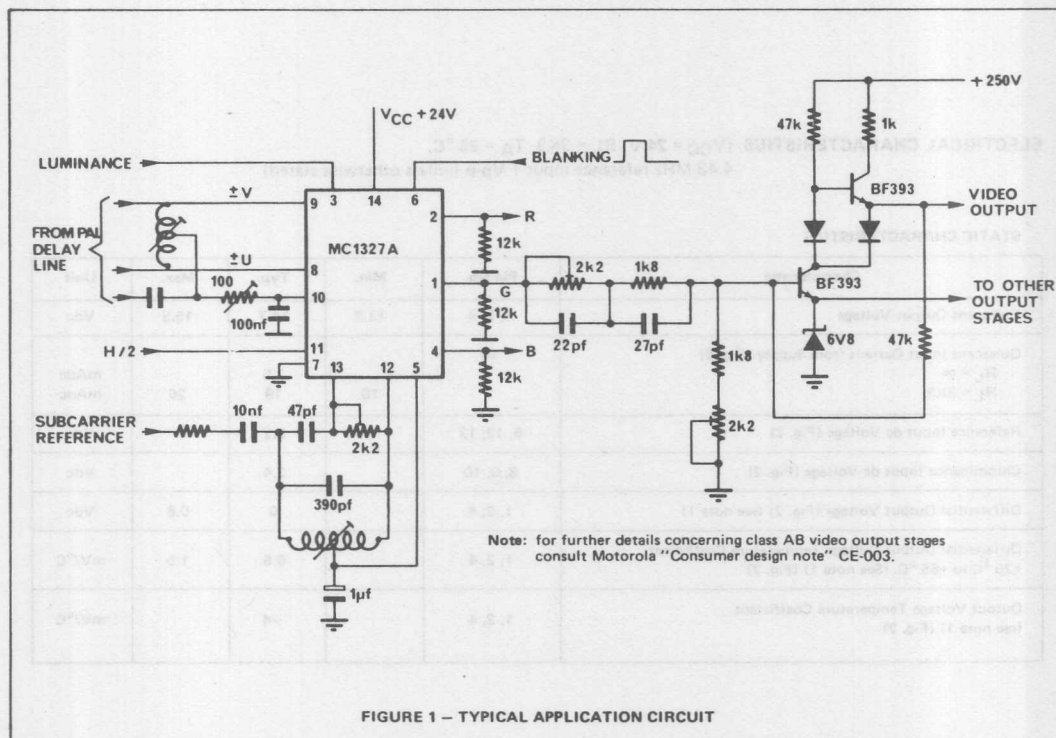 + 250V
47k
1k
V_CC + 24V
LUMINANCE
BLANKING
BF393
VIDEO
OUTPUT
± V
9
3
14
6
2
R
FROM PAL
DELAY
LINE
MC1327A
12k
± U
8
100
2k2
1k8
1
G
BF393
TO OTHER
OUTPUT
STAGES
10
100nf
12k
6V8
47k
H / 2
11
4
B
22pf
27pf
7
13
12
5
12k
1k8
SUBCARRIER
REFERENCE
10nf
47pf
2k2
2k2
390pf
Note: for further details concerning class AB video output stages
consult Motorola "Consumer design note" CE-003.
1µf
FIGURE 1 – TYPICAL APPLICATION CIRCUIT